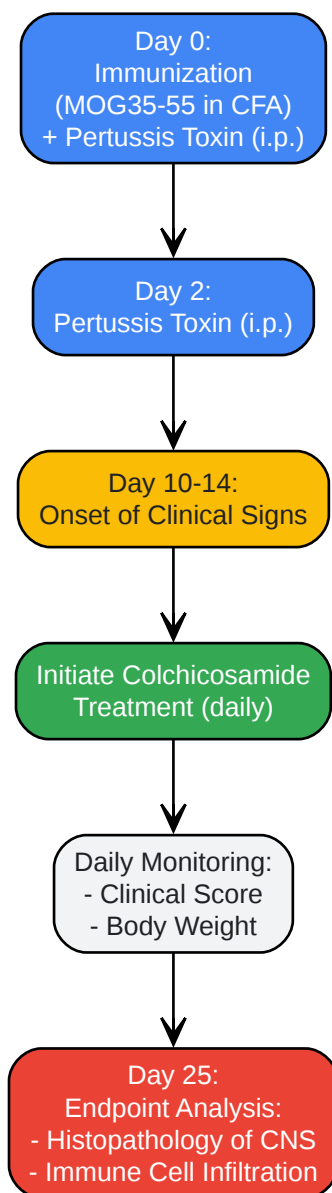 Day 0:
Immunization
(MOG35-55 in CFA)
+ Pertussis Toxin (i.p.)
Day 2:
Pertussis Toxin (i.p.)
Day 10-14:
Onset of Clinical Signs
Initiate Colchicosamide
Treatment (daily)
Daily Monitoring:
- Clinical Score
- Body Weight
Day 25:
Endpoint Analysis:
- Histopathology of CNS
- Immune Cell Infiltration